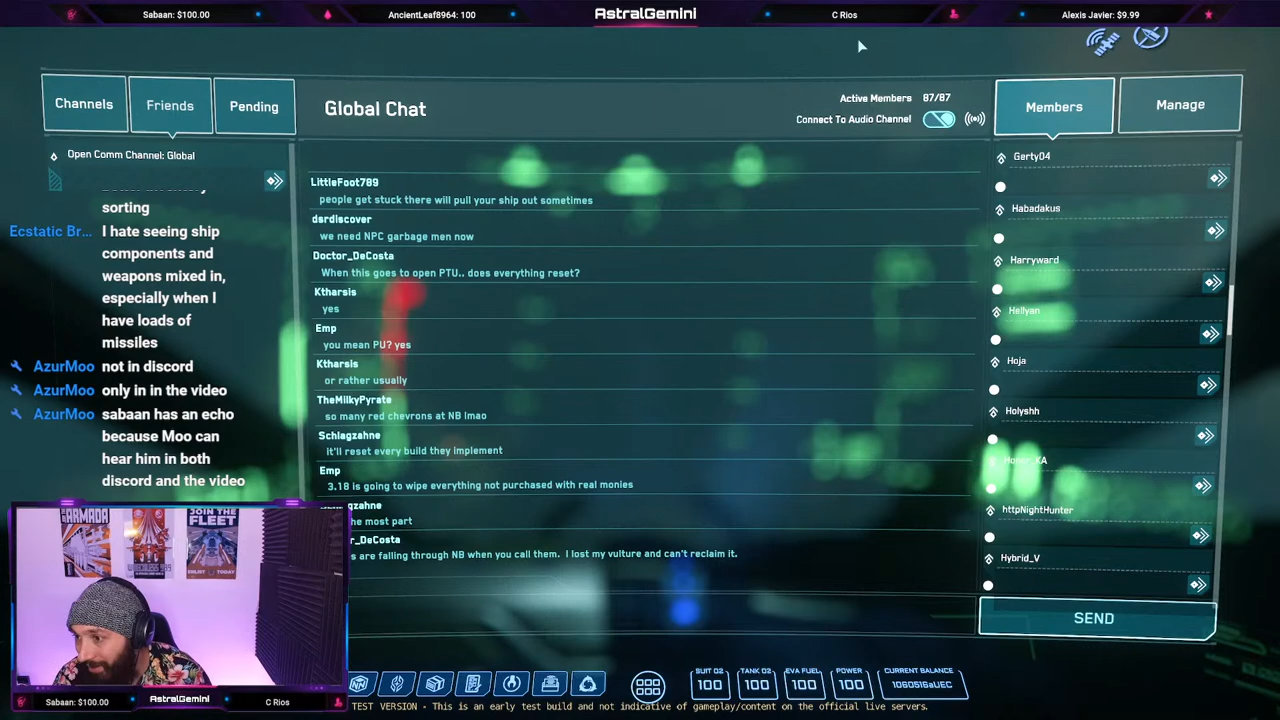 Sabaan: $100.00
AncientLeaf8964: 100
AstralGemini
C Rios
Alexis Javier: $9.99
Channels
Friends
Pending
Global Chat
Active Members 87/87
Connect To Audio Channel
Members
Manage
Open Comm Channel: Global
sorting
Ecstatic Br... I hate seeing ship
components and
weapons mixed in,
especially when I
have loads of
missiles
AzurMoo not in discord
AzurMoo only in in the video
AzurMoo sabaan has an echo
because Moo can
hear him in both
discord and the video
LittleFoot789
people get stuck there will pull your ship out sometimes
dsrdiscover
we need NPC garbage men now
Doctor_DeCosta
When this goes to open PTU.. does everything reset?
Ktharsis
yes
Emp
you mean PU? yes
Ktharsis
or rather usually
TheMilkyPyrate
so many red chevrons at NB lmao
Schlagzahne
it'll reset every build they implement
Emp
3.18 is going to wipe everything not purchased with real monies
he most part
r_DeCosta
s are falling through NB when you call them. I lost my vulture and can't reclaim it.
Gerty04
Habadakus
Harryward
Hellyan
Hoja
Holyshh
httpNightHunter
Hybrid_V
SEND
ARMADA
JOIN THE
FLEET
AstralGemini
Sabaan: $100.00
C Rios
SUIT O2
100
TANK O2
100
EVA FUEL
100
POWER
100
CURRENT BALANCE
1060516aUEC
TEST VERSION - This is an early test build and not indicative of gameplay/content on the official live servers.